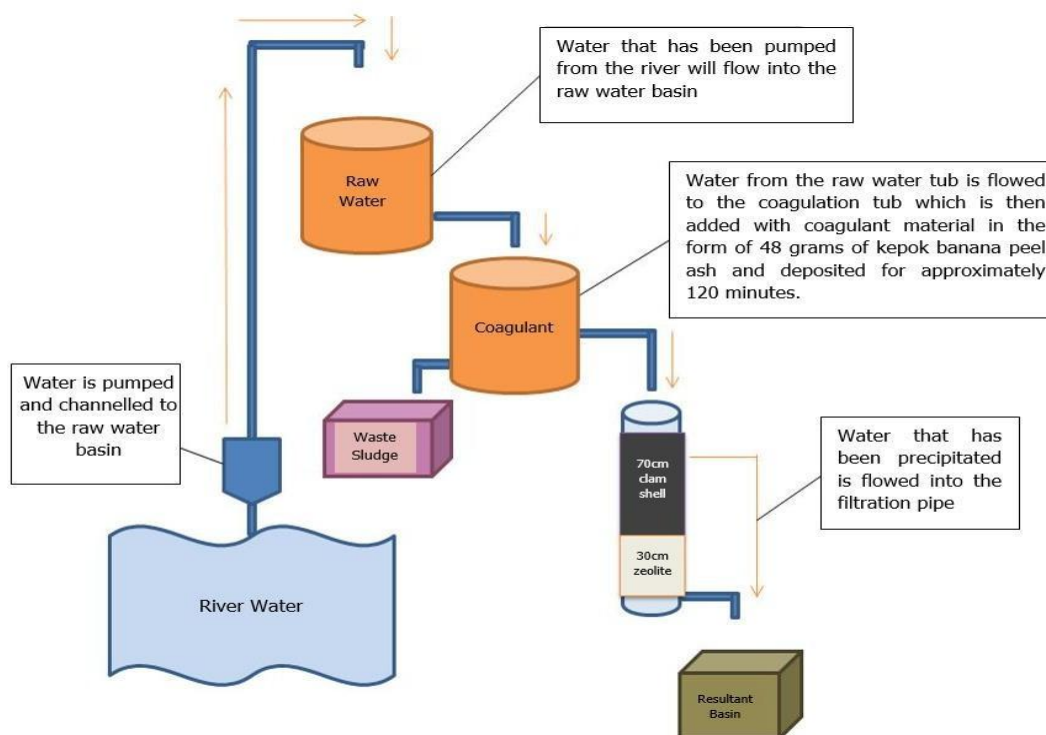 Water that has been pumped
from the river will flow into the
raw water basin
Raw
Water
Water from the raw water tub is flowed
to the coagulation tub which is then
added with coagulant material in the
form of 48 grams of kepok banana peel
ash and deposited for approximately
120 minutes.
Coagulant
Water is pumped
and channelled to
the raw water
basin
Waste
Sludge
70cm
clam
shell
30cm
zeolite
Water that has
been precipitated
is flowed into the
filtration pipe
River Water
Resultant
Basin